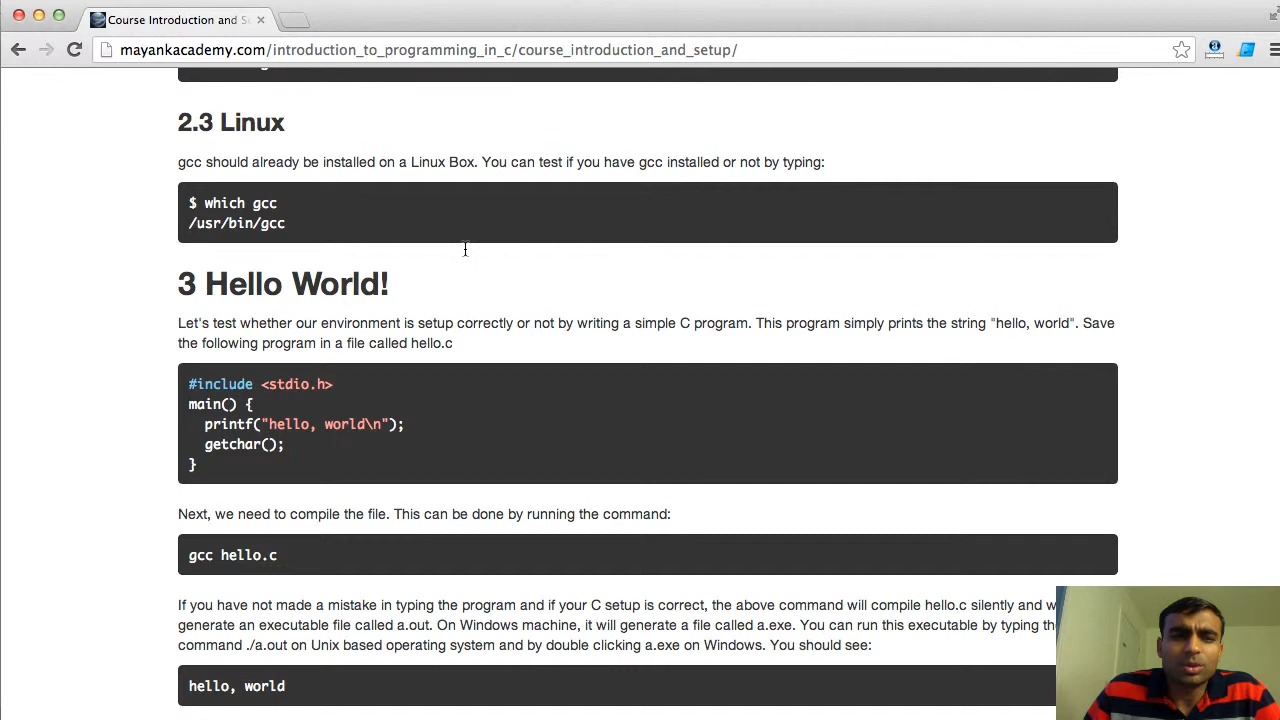 Course Introduction and S
mayankacademy.com/introduction_to_programming_in_c/course_introduction_and_setup/
2.3 Linux
gcc should already be installed on a Linux Box. You can test if you have gcc installed or not by typing:
$ which gcc
/usr/bin/gcc
3 Hello World!
Let's test whether our environment is setup correctly or not by writing a simple C program. This program simply prints the string "hello, world". Save
the following program in a file called hello.c
#include <stdio.h>
main() {
printf("hello, world\n");
getchar();
}
Next, we need to compile the file. This can be done by running the command:
gcc hello.c
If you have not made a mistake in typing the program and if your C setup is correct, the above command will compile hello.c silently and
generate an executable file called a.out. On Windows machine, it will generate a file called a.exe. You can run this executable by typing the
command ./a.out on Unix based operating system and by double clicking a.exe on Windows. You should see:
hello, world